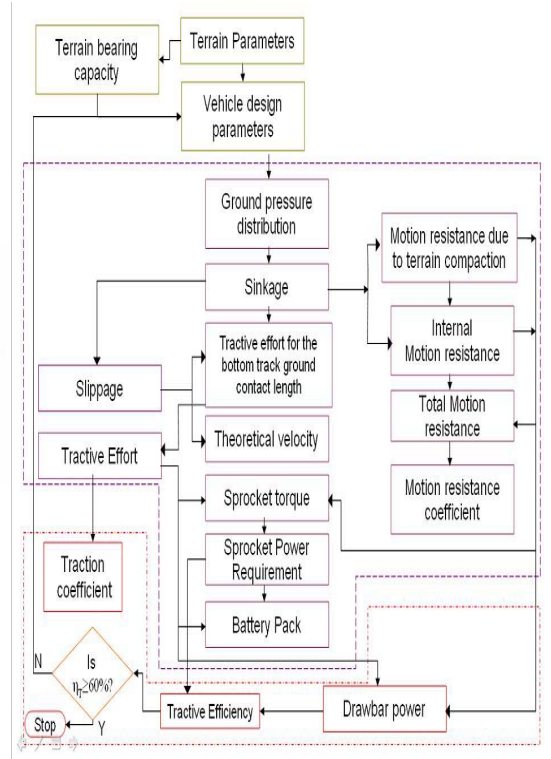 Terrain bearing
capacity
Terrain Parameters
Vehicle design
parameters
Ground pressure
distribution
Motion resistance due
to terrain compaction
Sinkage
Internal
Motion resistance
Tractive effort for the
bottom track ground
contact length
Slippage
Total Motion
resistance
Theoretical velocity
Tractive Effort
Motion resistance
coefficient
Sprocket torque
Sprocket Power
Requirement
Traction
coefficient
Battery Pack
N
Is
ηT≥60%?
Y
Stop
Tractive Efficiency
Drawbar power